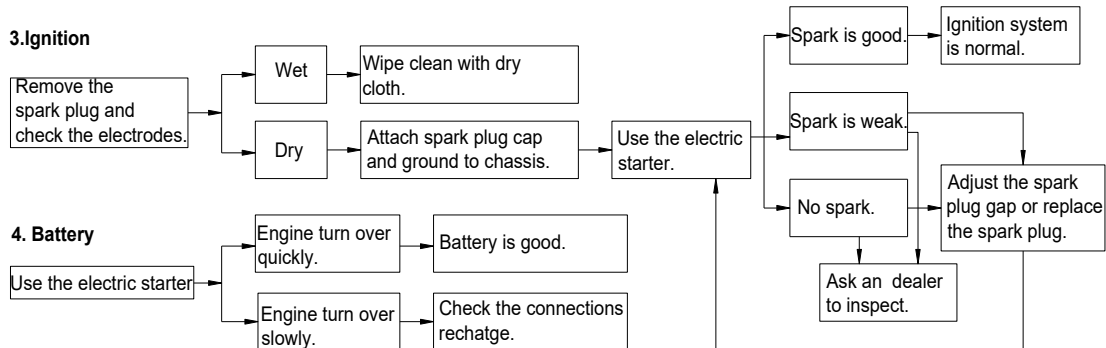 3.Ignition
Remove the
spark plug and
check the electrodes.
Wet
Wipe clean with dry
cloth.
Dry
Attach spark plug cap
and ground to chassis.
Use the electric
starter.
Spark is good.
Ignition system
is normal.
Spark is weak.
No spark.
Adjust the spark
plug gap or replace
the spark plug.
Ask an  dealer
to inspect.
4. Battery
Use the electric starter
Engine turn over
quickly.
Battery is good.
Engine turn over
slowly.
Check the connections
rechatge.